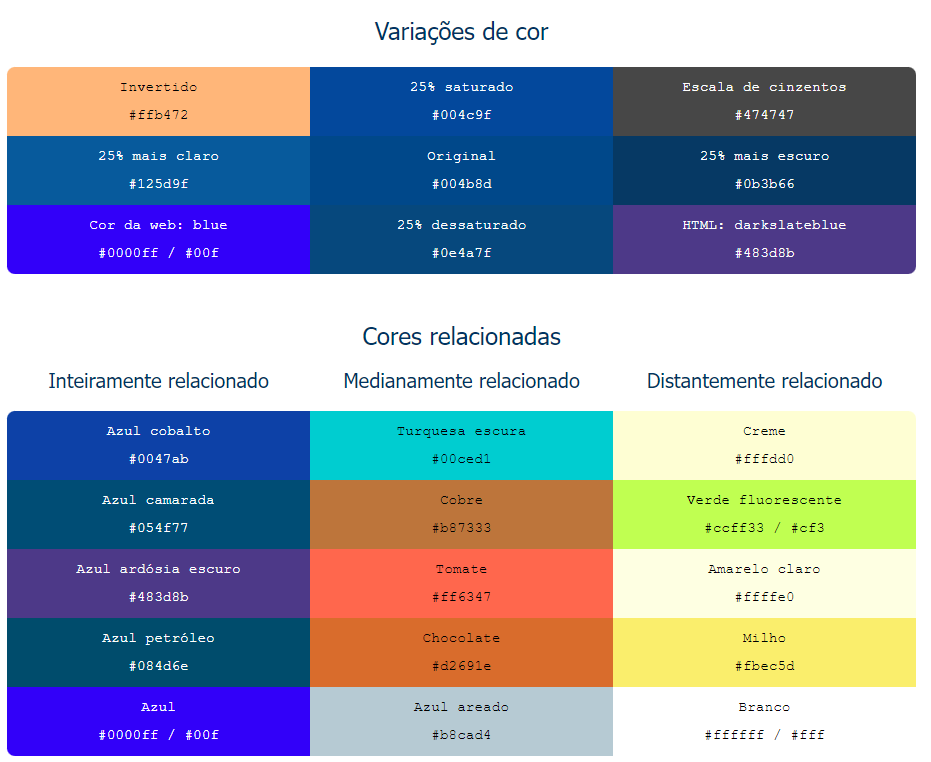 Variações de cor
Invertido
#ffb472
25% saturado
#004c9f
Escala de cinzentos
#474747
25% mais claro
#125d9f
Original
#004b8d
25% mais escuro
#0b3b66
Cor da web: blue
#0000ff / #00f
25% dessaturado
#0e4a7f
HTML: darkslateblue
#483d8b
Cores relacionadas
Inteiramente relacionado
Medianamente relacionado
Distantemente relacionado
Azul cobalto
#0047ab
Turquesa escura
#00ced1
Creme
#fffdd0
Azul camarada
#054f77
Cobre
#b87333
Verde fluorescente
#ccff33 / #cf3
Azul ardósia escuro
#483d8b
Tomate
#ff6347
Amarelo claro
#ffffe0
Azul petróleo
#084d6e
Chocolate
#d2691e
Milho
#fbec5d
Azul
#0000ff / #00f
Azul areado
#b8cad4
Branco
#ffffff / #fff